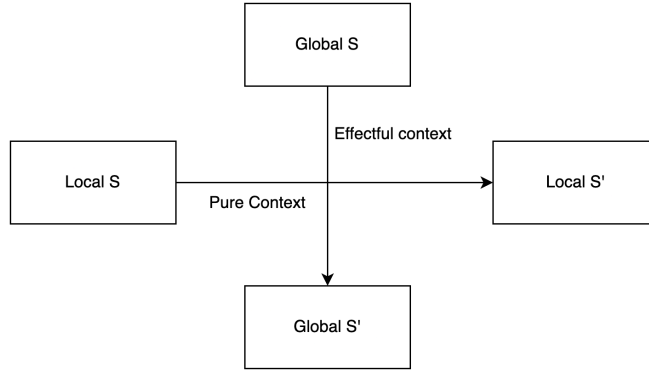 Global S
Effectful context
Local S
Local S'
Pure Context
Global S'